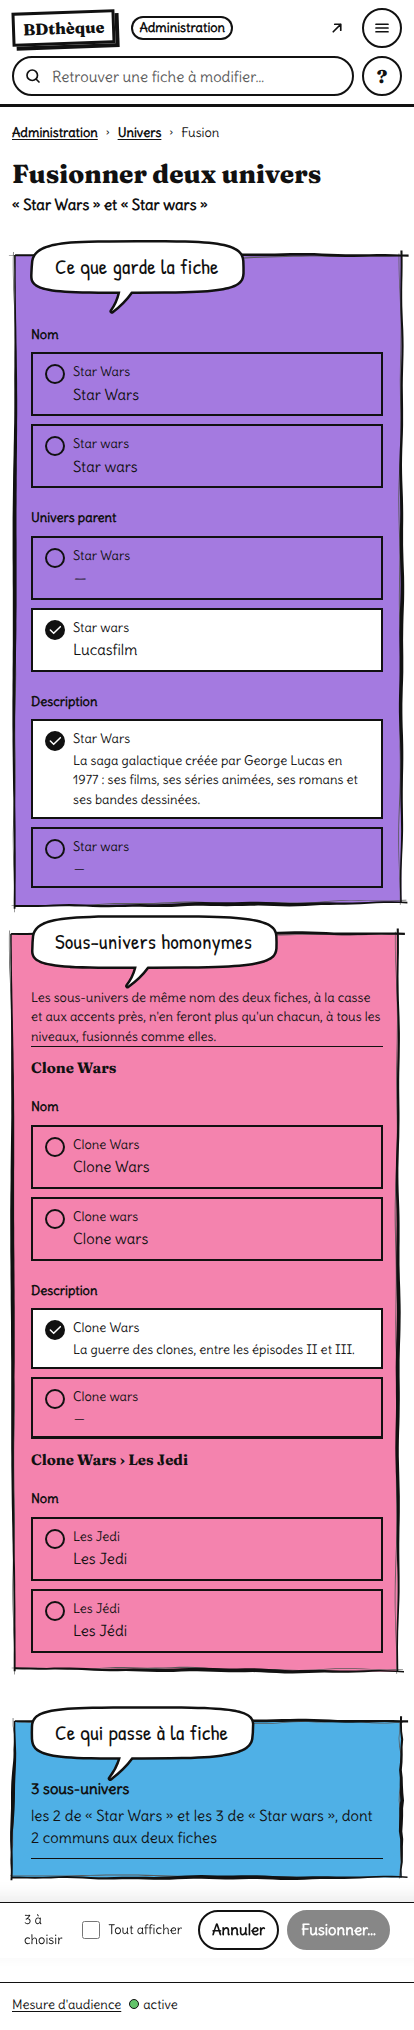 BDthèque
Administration
Retrouver une fiche à modifier...
?
Administration › Univers › Fusion
Fusionner deux univers
« Star Wars » et « Star wars »
Ce que garde la fiche
Nom
Star Wars
Star Wars
Star wars
Star wars
Univers parent
Star Wars
—
Star wars
Lucasfilm
Description
Star Wars
La saga galactique créée par George Lucas en
1977 : ses films, ses séries animées, ses romans et
ses bandes dessinées.
Star wars
—
Sous-univers homonymes
Les sous-univers de même nom des deux fiches, à la casse
et aux accents près, n'en feront plus qu'un chacun, à tous les
niveaux, fusionnés comme elles.
Clone Wars
Nom
Clone Wars
Clone Wars
Clone wars
Clone wars
Description
Clone Wars
La guerre des clones, entre les épisodes II et III.
Clone wars
—
Clone Wars › Les Jedi
Nom
Les Jedi
Les Jedi
Les Jédi
Les Jédi
Ce qui passe à la fiche
3 sous-univers
les 2 de « Star Wars » et les 3 de « Star wars », dont
2 communs aux deux fiches
3 à
choisir
Tout afficher
Annuler
Fusionner...
Mesure d'audience
active